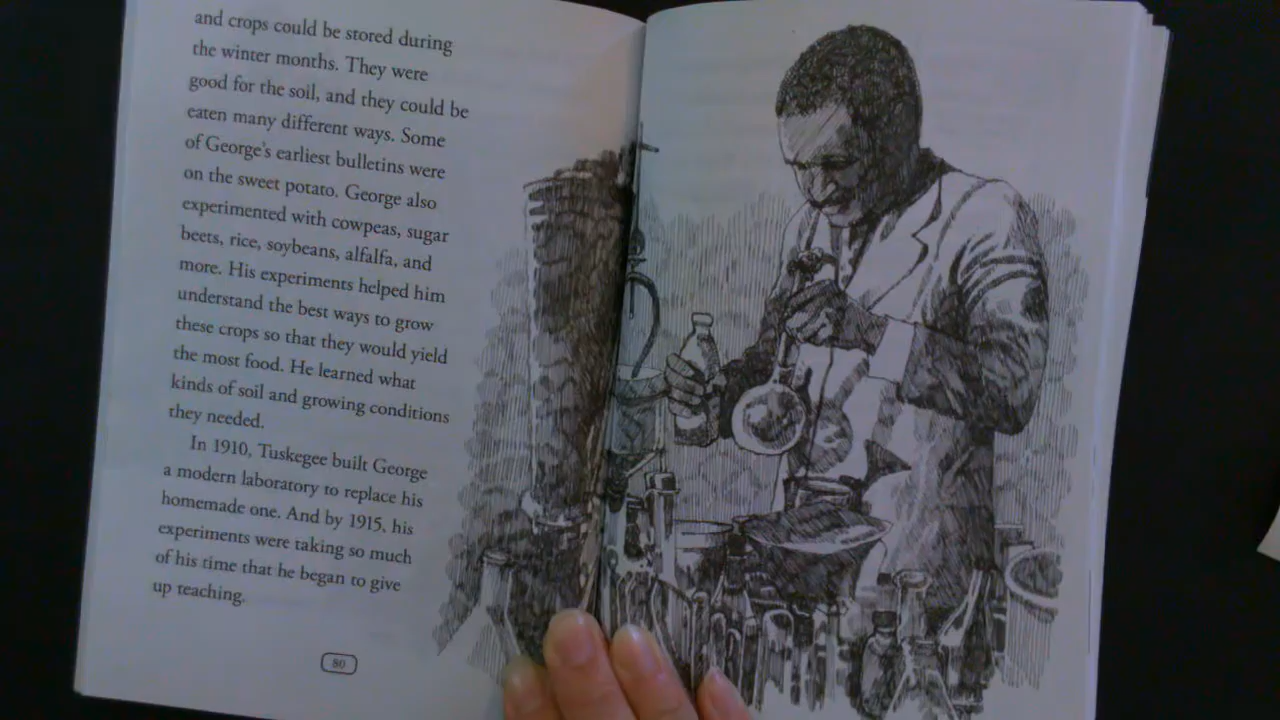 and crops could be stored during
the winter months. They were
good for the soil, and they could be
eaten many different ways. Some
of George's earliest bulletins were
on the sweet potato. George also
experimented with cowpeas, sugar
beets, rice, soybeans, alfalfa, and
more. His experiments helped him
understand the best ways to grow
these crops so that they would yield
the most food. He learned what
kinds of soil and growing conditions
they needed.
In 1910, Tuskegee built George
a modern laboratory to replace his
homemade one. And by 1915, his
experiments were taking so much
of his time that he began to give
up teaching.
80